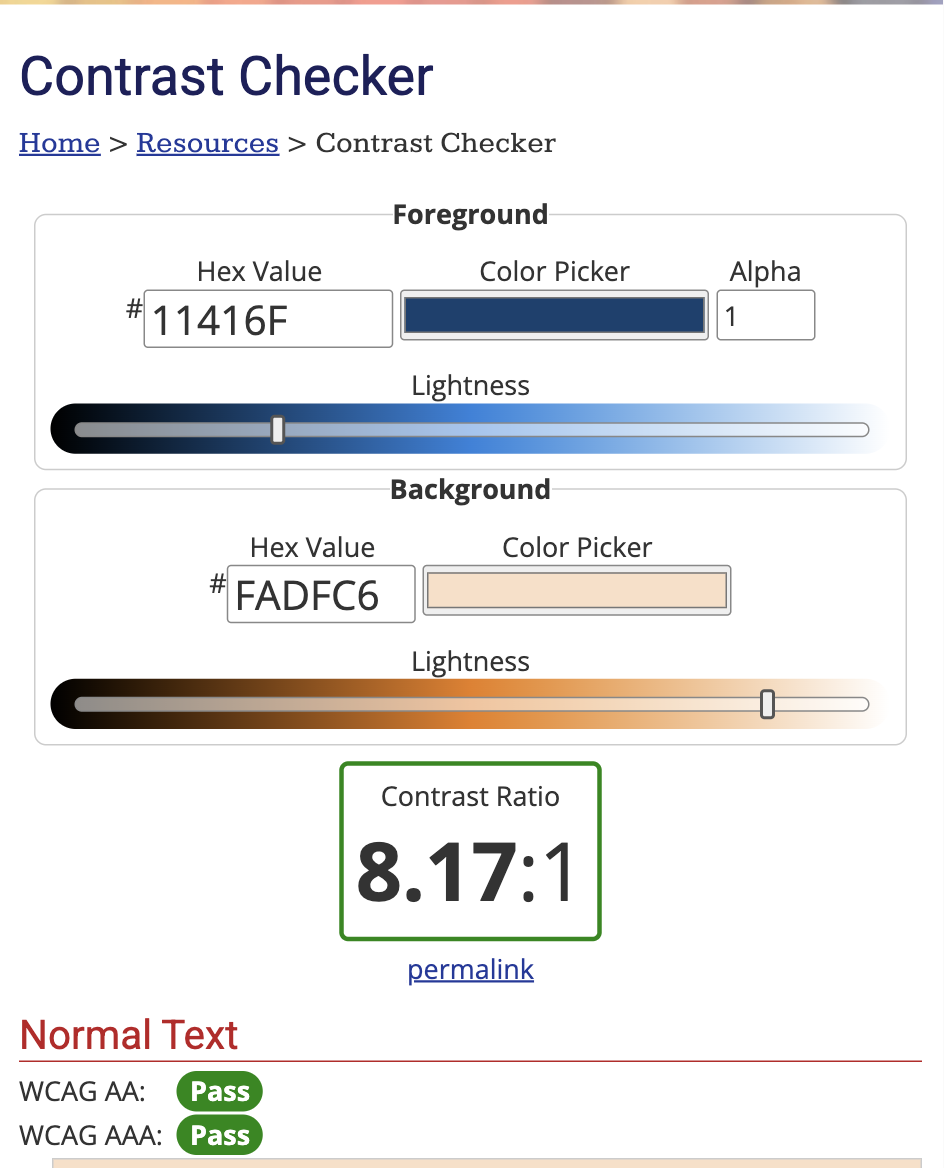 Contrast Checker
Home > Resources > Contrast Checker
Foreground
Hex Value Color Picker Alpha
# 11416F 1
Lightness
Background
Hex Value Color Picker
# FADFC6
Lightness
Contrast Ratio
8.17:1
permalink
Normal Text
WCAG AA: Pass
WCAG AAA: Pass